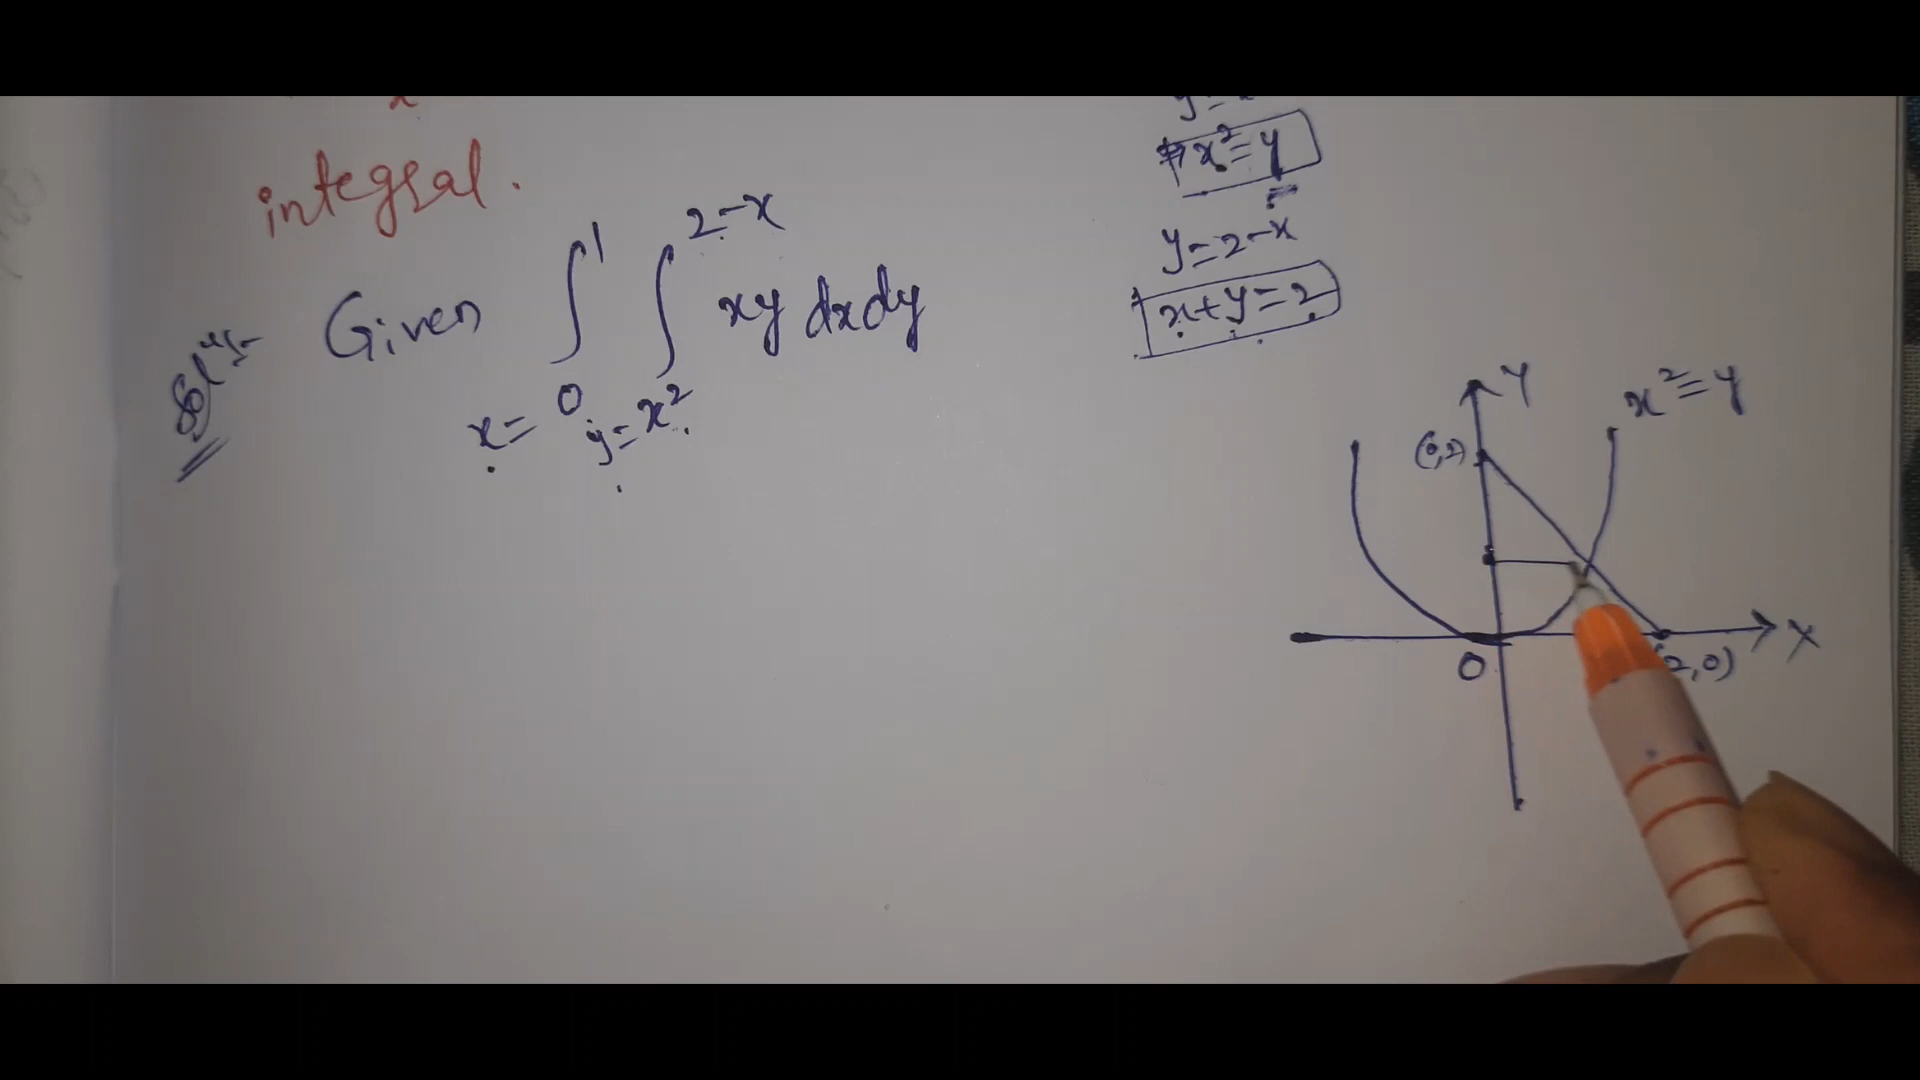 integral.
Sol:-
Given ∫ 1 ∫ 2-x xy dx dy
x= 0 y=x²
x²=y
y=2-x
x+y=2
Y
x²=y
(0,2)
O
(2,0)
X